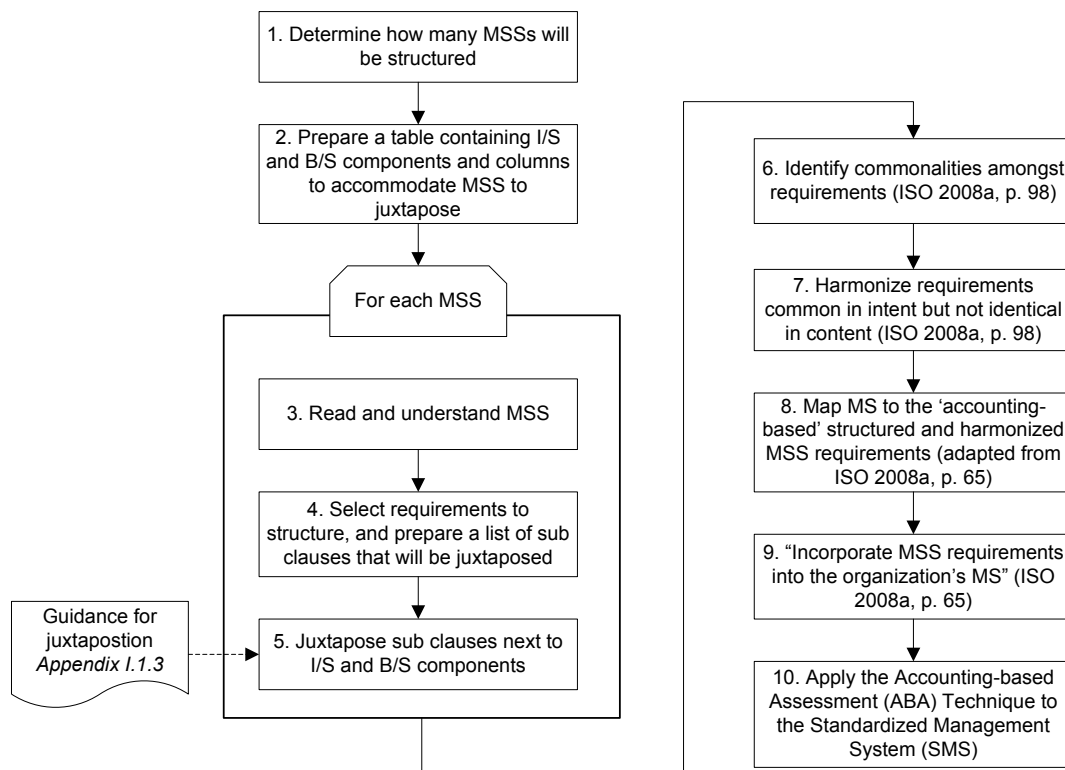 1. Determine how many MSSs will
be structured
2. Prepare a table containing I/S
and B/S components and columns
to accommodate MSS to
juxtapose
For each MSS
3. Read and understand MSS
4. Select requirements to
structure, and prepare a list of sub
clauses that will be juxtaposed
Guidance for
juxtapostion
Appendix I.1.3
5. Juxtapose sub clauses next to
I/S and B/S components
6. Identify commonalities amongst
requirements (ISO 2008a, p. 98)
7. Harmonize requirements
common in intent but not identical
in content (ISO 2008a, p. 98)
8. Map MS to the ‘accounting-
based’ structured and harmonized
MSS requirements (adapted from
ISO 2008a, p. 65)
9. “Incorporate MSS requirements
into the organization’s MS” (ISO
2008a, p. 65)
10. Apply the Accounting-based
Assessment (ABA) Technique to
the Standardized Management
System (SMS)